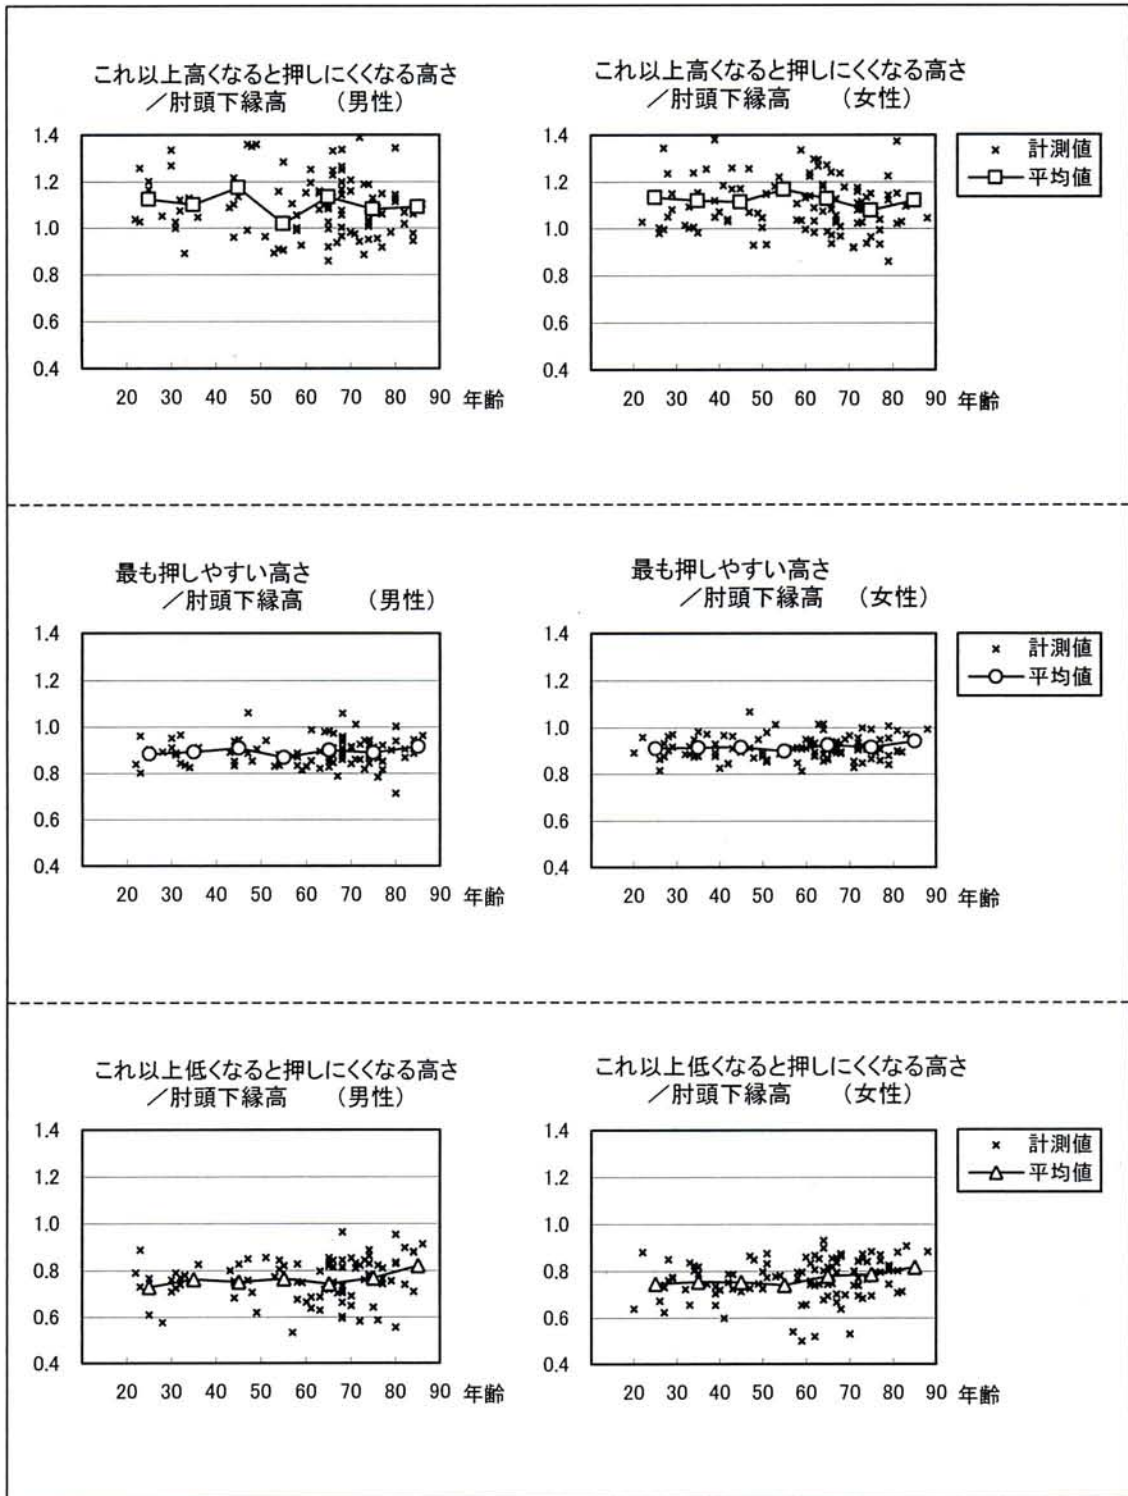 これ以上高くなると押しにくくなる高さ
／肘頭下縁高 （男性）
1.4
1.2
1.0
0.8
0.6
0.4
20 30 40 50 60 70 80 90 年齢
これ以上高くなると押しにくくなる高さ
／肘頭下縁高 （女性）
1.4
1.2
1.0
0.8
0.6
0.4
20 30 40 50 60 70 80 90 年齢
× 計測値
平均値
最も押しやすい高さ
／肘頭下縁高 （男性）
1.4
1.2
1.0
0.8
0.6
0.4
20 30 40 50 60 70 80 90 年齢
最も押しやすい高さ
／肘頭下縁高 （女性）
1.4
1.2
1.0
0.8
0.6
0.4
20 30 40 50 60 70 80 90 年齢
× 計測値
平均値
これ以上低くなると押しにくくなる高さ
／肘頭下縁高 （男性）
1.4
1.2
1.0
0.8
0.6
0.4
20 30 40 50 60 70 80 90 年齢
これ以上低くなると押しにくくなる高さ
／肘頭下縁高 （女性）
1.4
1.2
1.0
0.8
0.6
0.4
20 30 40 50 60 70 80 90 年齢
× 計測値
平均値